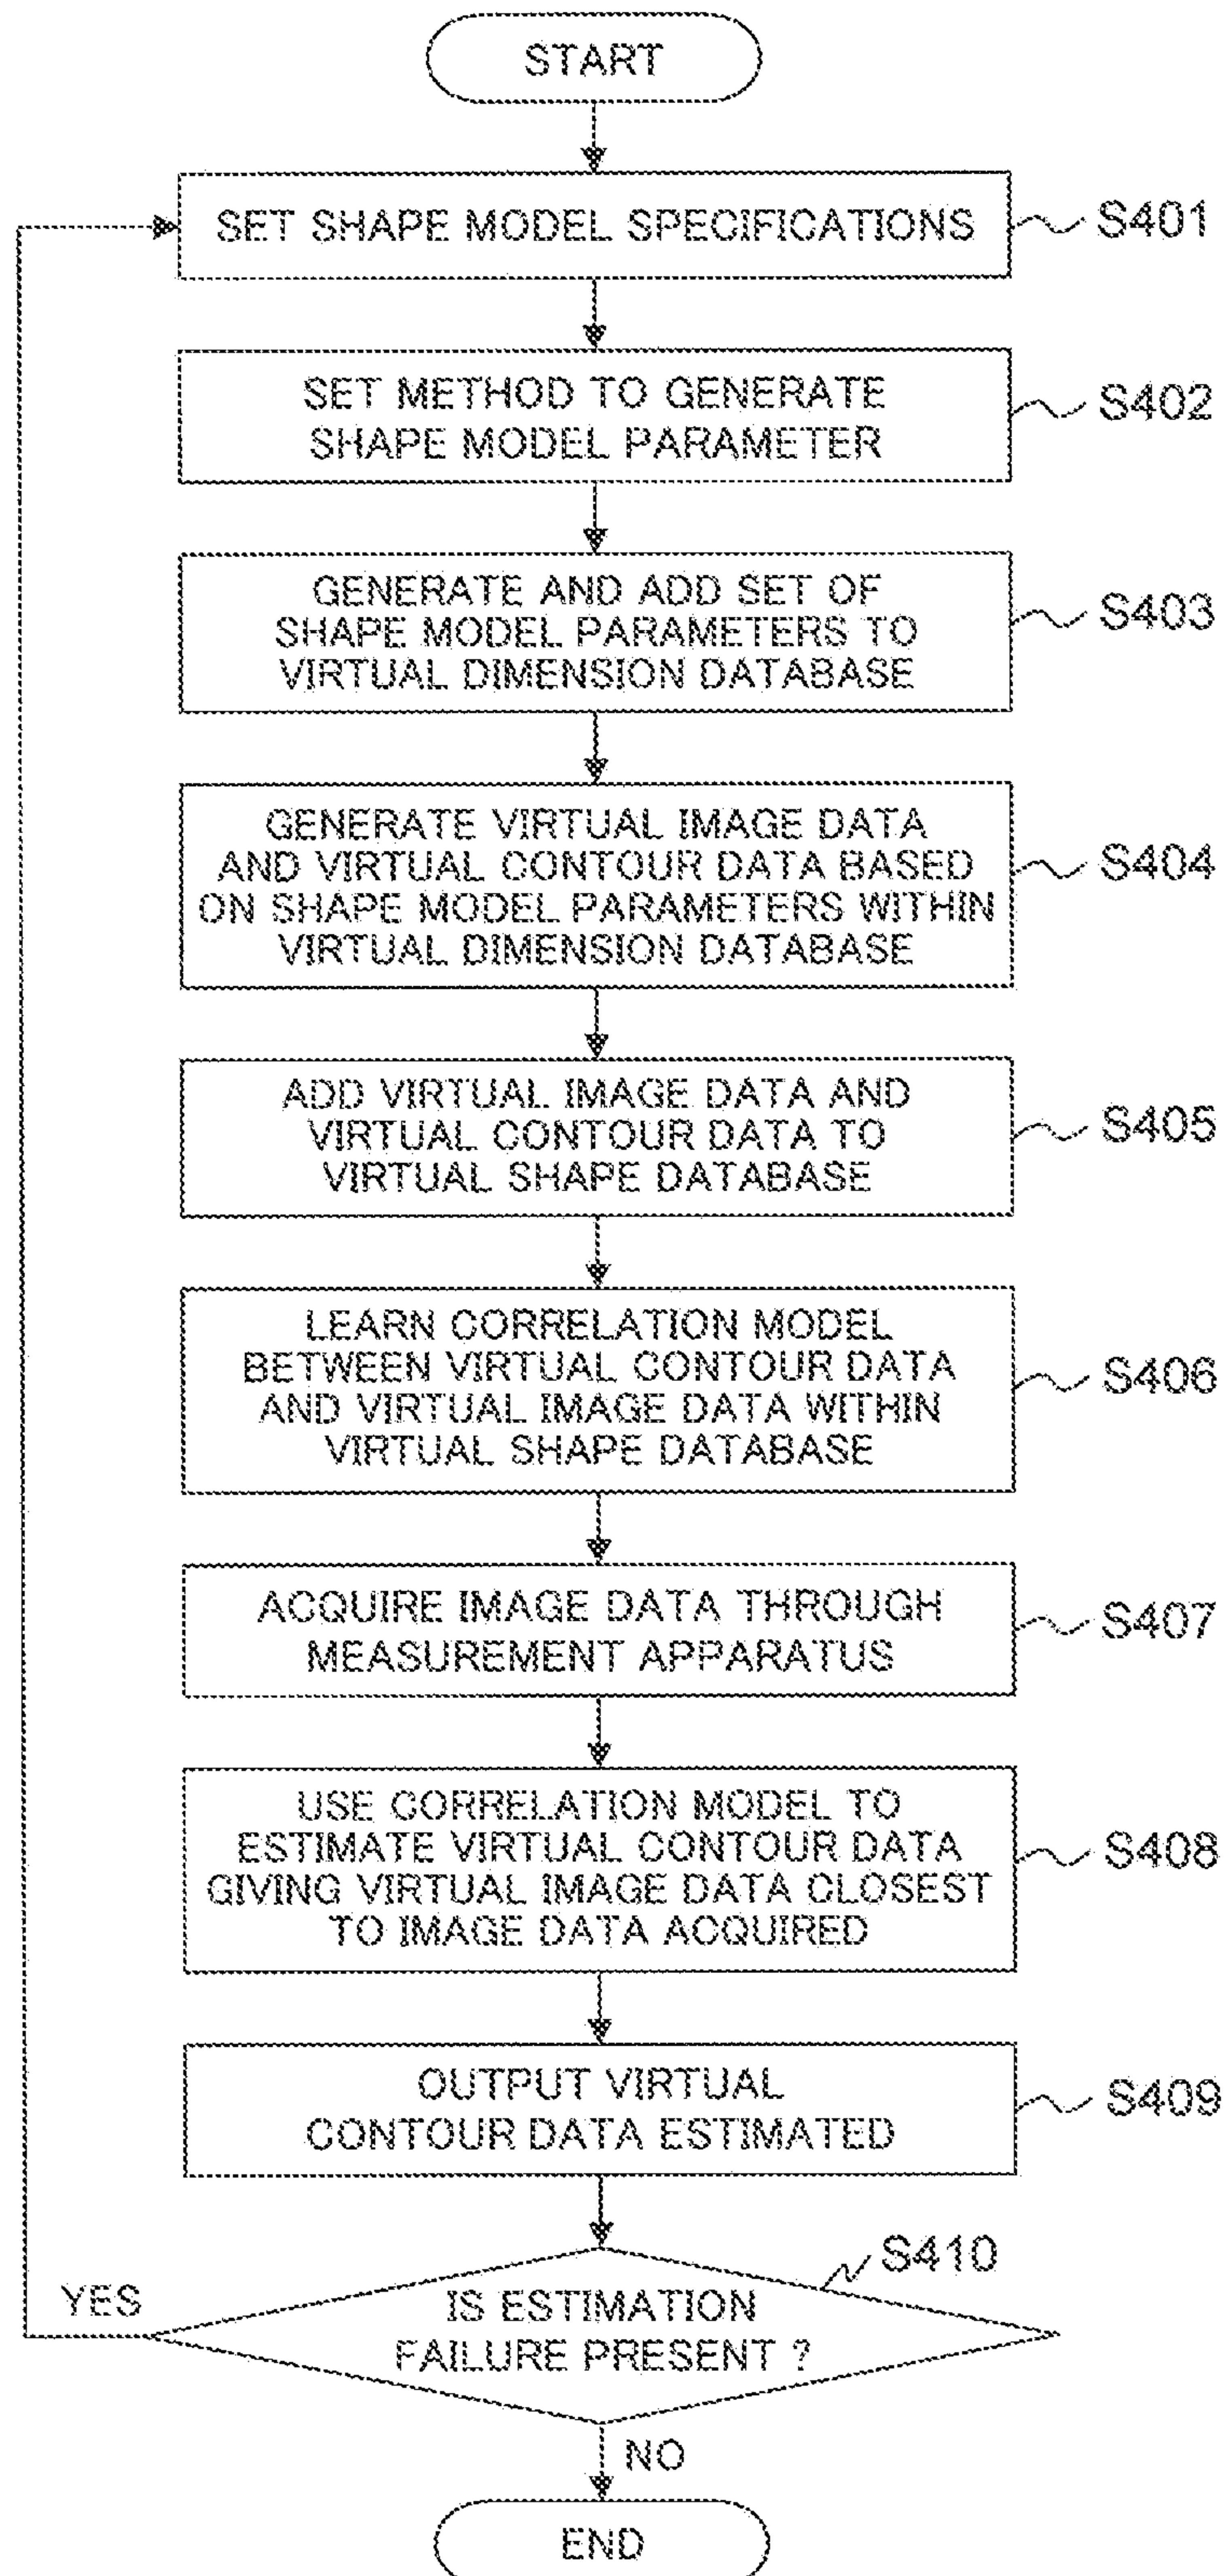 START
SET SHAPE MODEL SPECIFICATIONS
S401
SET METHOD TO GENERATE
SHAPE MODEL PARAMETER
S402
GENERATE AND ADD SET OF
SHAPE MODEL PARAMETERS TO
VIRTUAL DIMENSION DATABASE
S403
GENERATE VIRTUAL IMAGE DATA
AND VIRTUAL CONTOUR DATA BASED
ON SHAPE MODEL PARAMETERS WITHIN
VIRTUAL DIMENSION DATABASE
S404
ADD VIRTUAL IMAGE DATA AND
VIRTUAL CONTOUR DATA TO
VIRTUAL SHAPE DATABASE
S405
LEARN CORRELATION MODEL
BETWEEN VIRTUAL CONTOUR DATA
AND VIRTUAL IMAGE DATA WITHIN
VIRTUAL SHAPE DATABASE
S406
ACQUIRE IMAGE DATA THROUGH
MEASUREMENT APPARATUS
S407
USE CORRELATION MODEL TO
ESTIMATE VIRTUAL CONTOUR DATA
GIVING VIRTUAL IMAGE DATA CLOSEST
TO IMAGE DATA ACQUIRED
S408
OUTPUT VIRTUAL
CONTOUR DATA ESTIMATED
S409
S410
YES
IS ESTIMATION
FAILURE PRESENT ?
NO
END